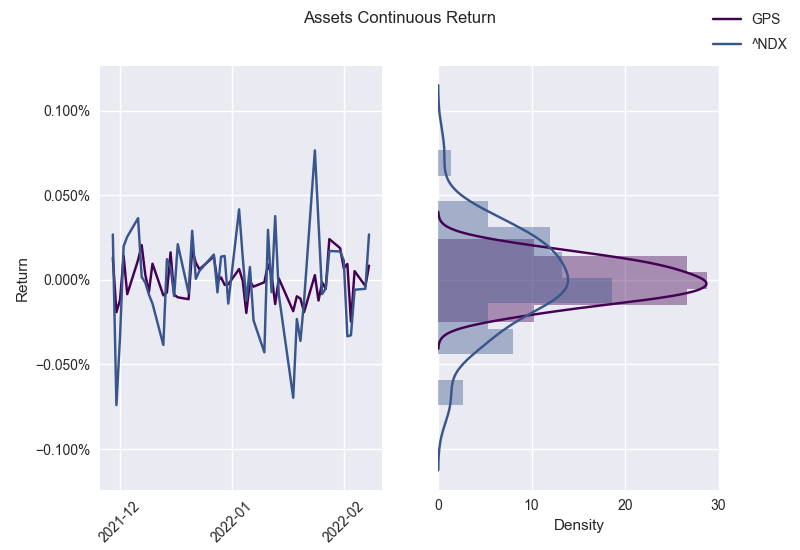 Assets Continuous Return
GPS
^NDX
0.100%
0.050%
0.000%
−0.050%
−0.100%
Return
2021-12
2022-01
2022-02
0
10
20
30
Density